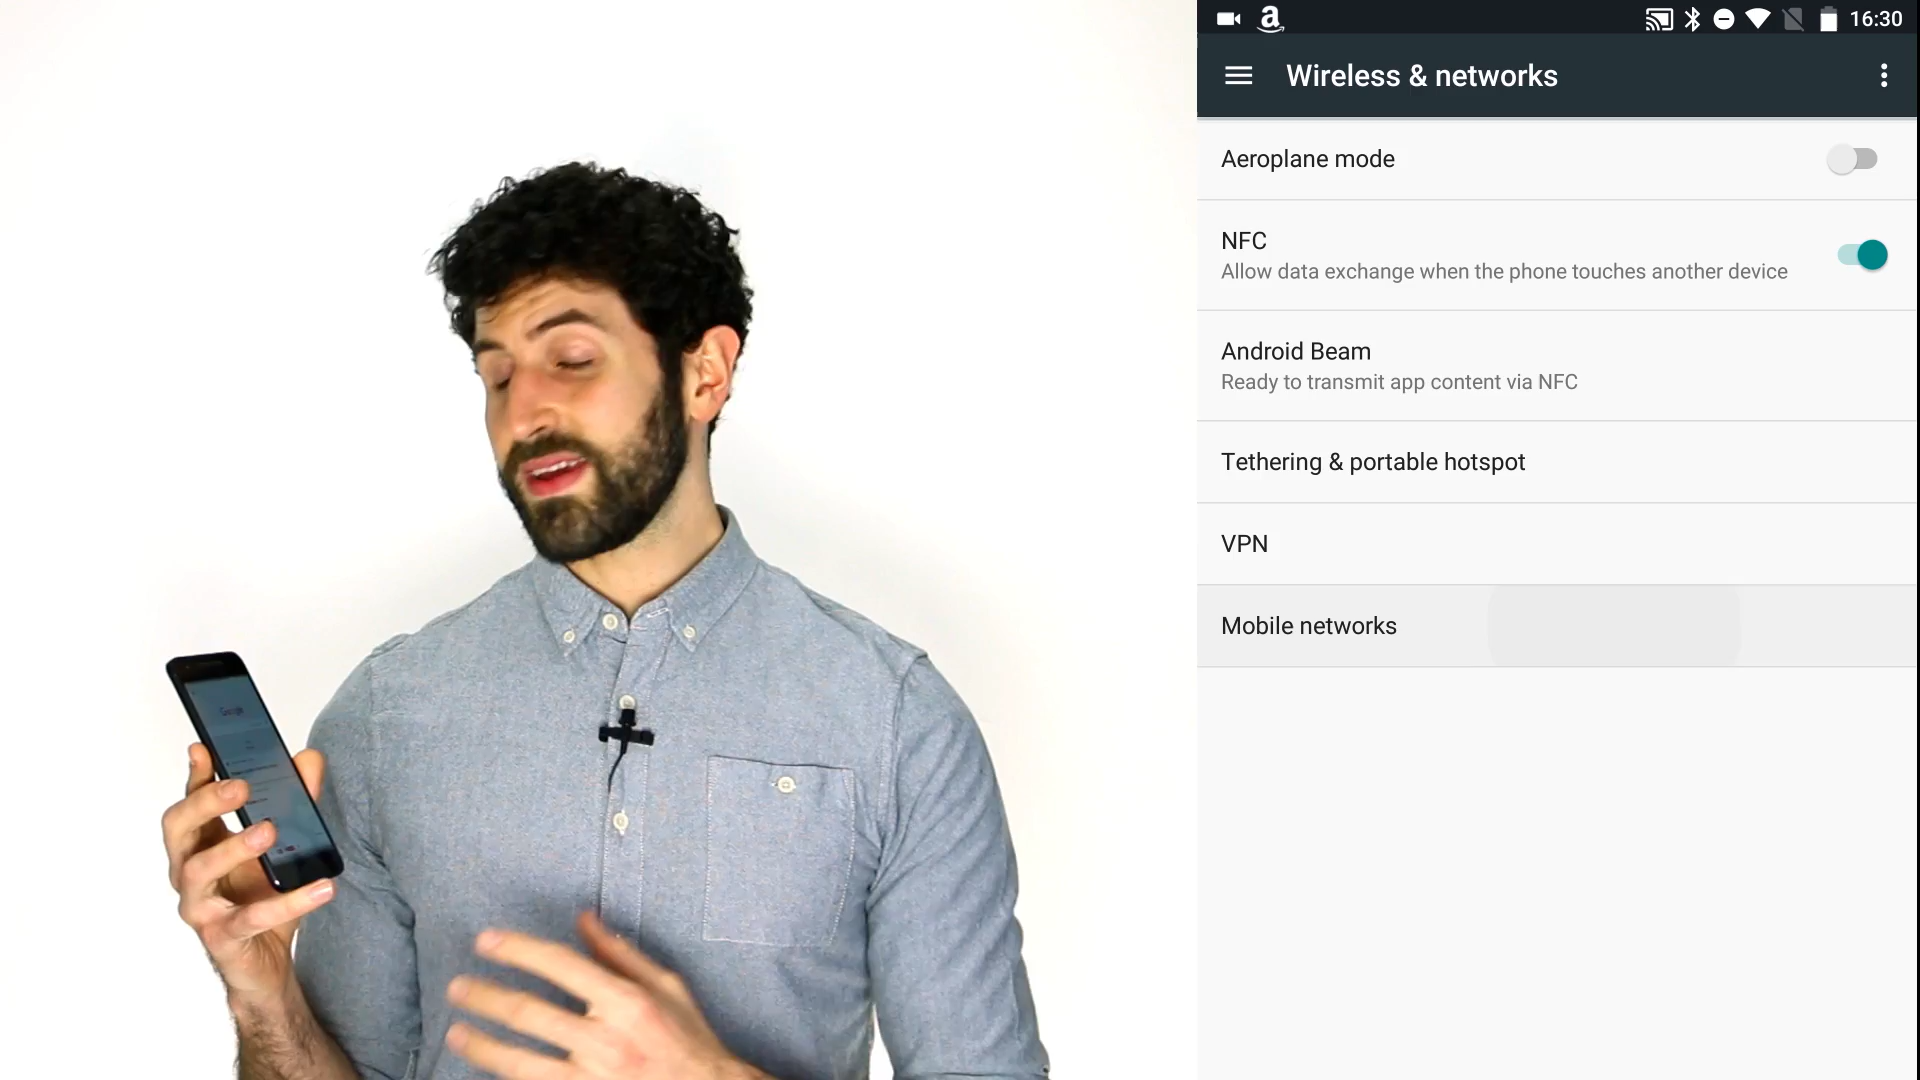 16:30
Wireless & networks
Aeroplane mode
NFC
Allow data exchange when the phone touches another device
Android Beam
Ready to transmit app content via NFC
Tethering & portable hotspot
VPN
Mobile networks
Google